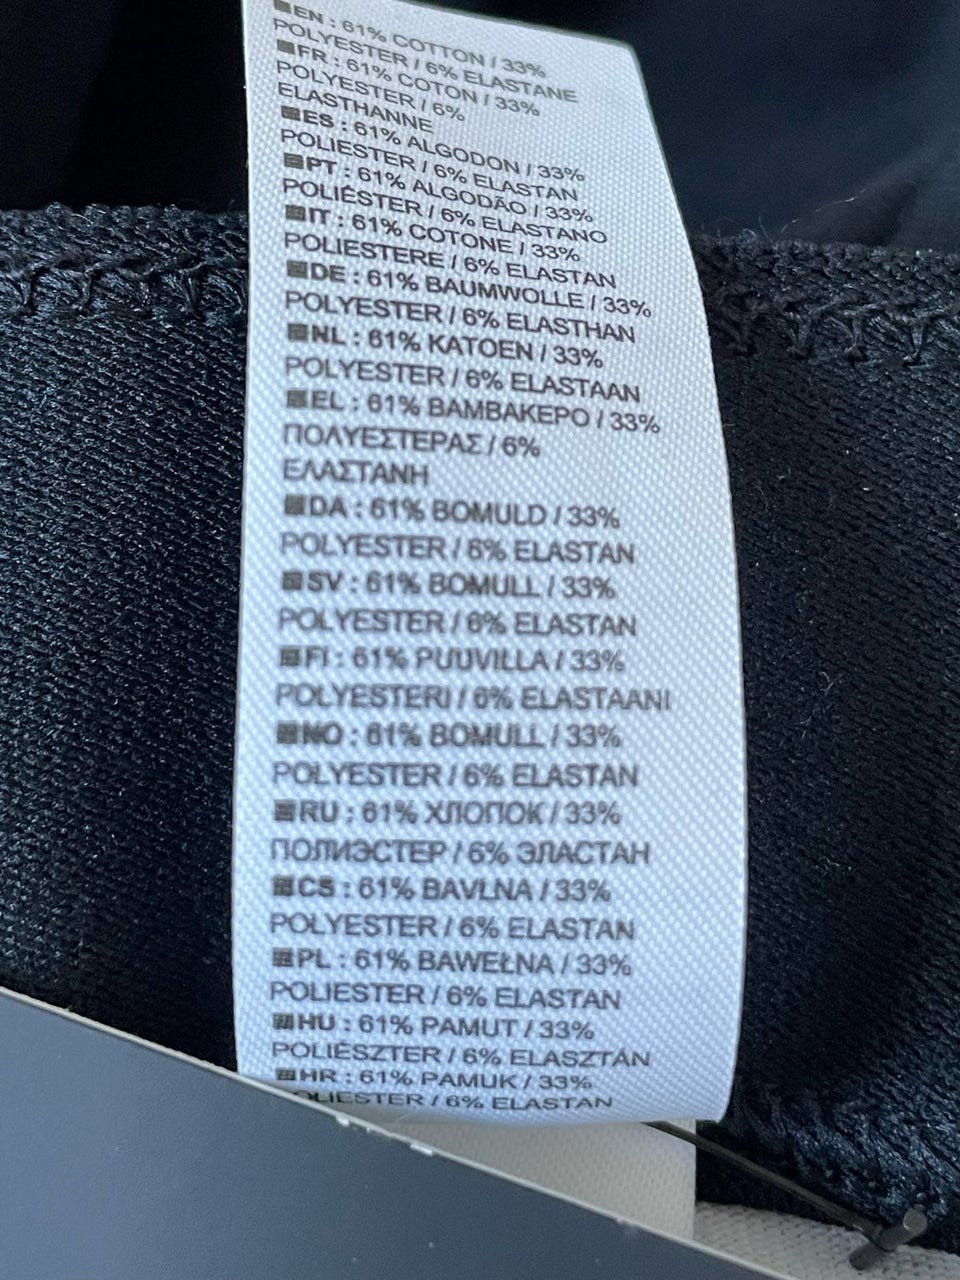 EN : 61% COTTON / 33%
POLYESTER / 6% ELASTANE
FR : 61% COTON / 33%
POLYESTER / 6%
ELASTHANNE
ES : 61% ALGODON / 33%
POLIESTER / 6% ELASTAN
PT : 61% ALGODÃO / 33%
POLIÉSTER / 6% ELASTANO
IT : 61% COTONE / 33%
POLIESTERE / 6% ELASTAN
DE : 61% BAUMWOLLE / 33%
POLYESTER / 6% ELASTHAN
NL : 61% KATOEN / 33%
POLYESTER / 6% ELASTAAN
EL : 61% ΒΑΜΒΑΚΕΡΟ / 33%
ΠΟΛΥΕΣΤΕΡΑΣ / 6%
ΕΛΑΣΤΑΝΗ
DA : 61% BOMULD / 33%
POLYESTER / 6% ELASTAN
SV : 61% BOMULL / 33%
POLYESTER / 6% ELASTAN
FI : 61% PUUVILLA / 33%
POLYESTERI / 6% ELASTAANI
NO : 61% BOMULL / 33%
POLYESTER / 6% ELASTAN
RU : 61% ХЛОПОК / 33%
ПОЛИЭСТЕР / 6% ЭЛАСТАН
CS : 61% BAVLNA / 33%
POLYESTER / 6% ELASTAN
PL : 61% BAWEŁNA / 33%
POLIESTER / 6% ELASTAN
HU : 61% PAMUT / 33%
POLIÉSZTER / 6% ELASZTÁN
HR : 61% PAMUK / 33%
POLIESTER / 6% ELASTAN